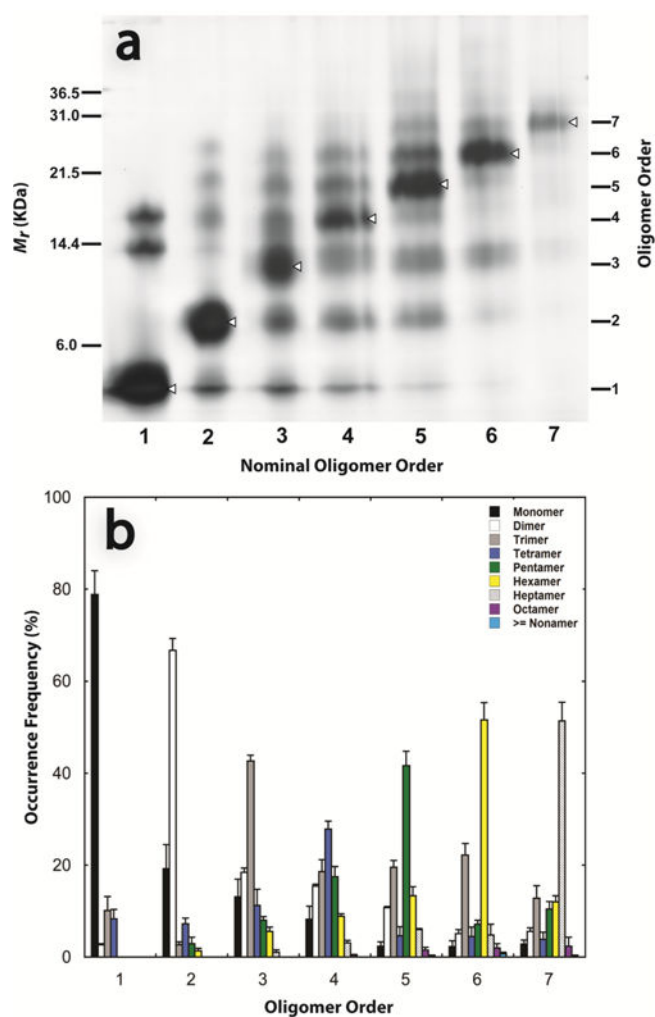 a
36.5
31.0
21.5
14.4
6.0
Mr (KDa)
7
6
5
4
3
2
1
Oligomer Order
1 2 3 4 5 6 7
Nominal Oligomer Order
b
100
80
60
40
20
0
Occurrence Frequency (%)
Monomer
Dimer
Trimer
Tetramer
Pentamer
Hexamer
Heptamer
Octamer
>= Nonamer
1 2 3 4 5 6 7
Oligomer Order